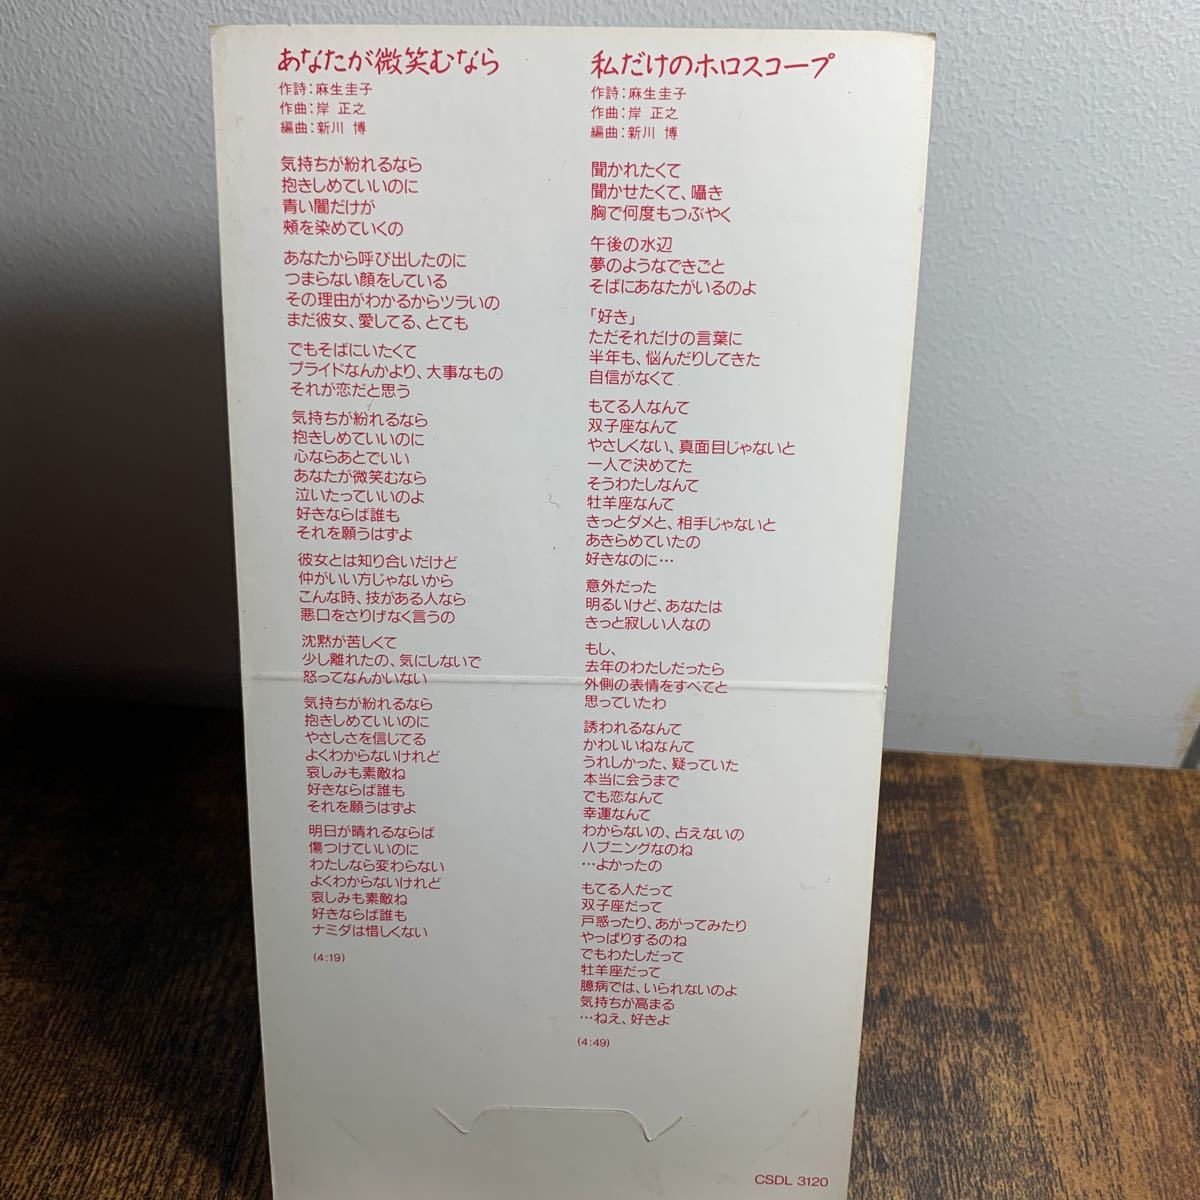 あなたが微笑むなら
作詩：麻生圭子
作曲：岸 正之
編曲：新川 博
気持ちが紛れるなら
抱きしめていいのに
青い闇だけが
頬を染めていくの
あなたから呼び出したのに
つまらない顔をしている
その理由がわかるからツラいの
まだ彼女、愛してる、とても
でもそばにいたくて
プライドなんかより、大事なもの
それが恋だと思う
気持ちが紛れるなら
抱きしめていいのに
心ならあとでいい
あなたが微笑むなら
泣いたっていいのよ
好きならば誰も
それを願うはずよ
彼女とは知り合いだけど
仲がいい方じゃないから
こんな時、技がある人なら
悪口をさりげなく言うの
沈黙が苦しくて
少し離れたの、気にしないで
怒ってなんかいない
気持ちが紛れるなら
抱きしめていいのに
やさしさを信じてる
よくわからないけれど
哀しみも素敵ね
好きならば誰も
それを願うはずよ
明日が晴れるならば
傷つけていいのに
わたしなら変わらない
よくわからないけれど
哀しみも素敵ね
好きならば誰も
ナミダは惜しくない
(4:19)
私だけのホロスコープ
作詩：麻生圭子
作曲：岸 正之
編曲：新川 博
聞かれたくて
聞かせたくて、囁き
胸で何度もつぶやく
午後の水辺
夢のようなできごと
そばにあなたがいるのよ
「好き」
ただそれだけの言葉に
半年も、悩んだりしてきた
自信がなくて
もてる人なんて
双子座なんて
やさしくない、真面目じゃないと
一人で決めてた
そうわたしなんて
牡羊座なんて
きっとダメと、相手じゃないと
あきらめていたの
好きなのに…
意外だった
明るいけど、あなたは
きっと寂しい人なの
もし、
去年のわたしだったら
外側の表情をすべてと
思っていたわ
誘われるなんて
かわいいねなんて
うれしかった、疑っていた
本当に会うまで
でも恋なんて
幸運なんて
わからないの、占えないの
ハプニングなのね
…よかったの
もてる人だって
双子座だって
戸惑ったり、あがってみたり
やっぱりするのね
でもわたしだって
牡羊座だって
臆病では、いられないのよ
気持ちが高まる
…ねえ、好きよ
(4:49)
CSDL 3120